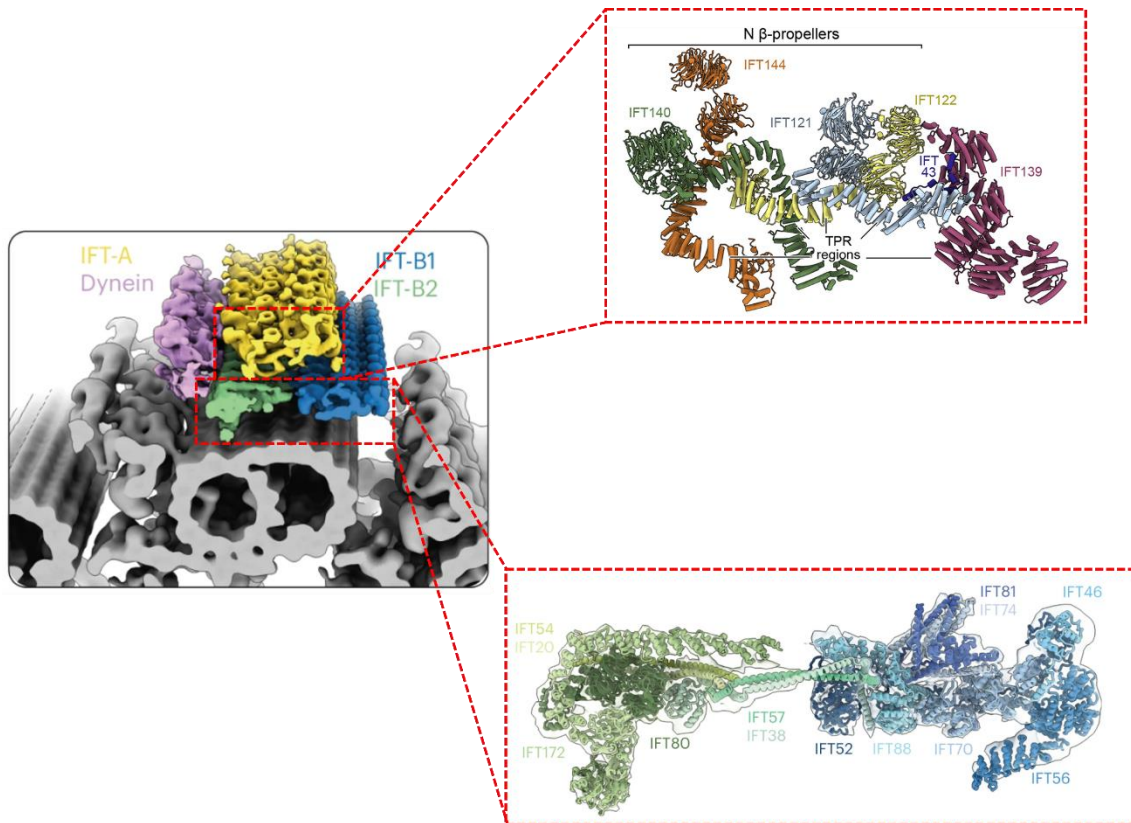 N β-propellers
IFT144
IFT140
IFT121
IFT122
IFT
43
IFT139
TPR
regions
IFT-A
Dynein
IFT-B1
IFT-B2
IFT81
IFT74
IFT46
IFT54
IFT20
IFT57
IFT38
IFT172
IFT80
IFT52
IFT88
IFT70
IFT56